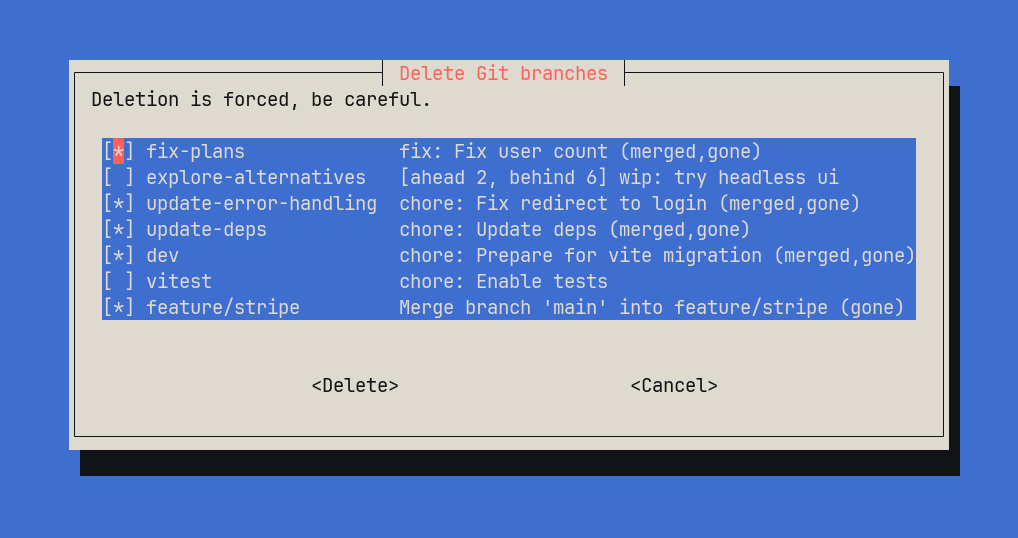 Delete Git branches
Deletion is forced, be careful.
[*] fix-plans fix: Fix user count (merged,gone)
[ ] explore-alternatives [ahead 2, behind 6] wip: try headless ui
[*] update-error-handling chore: Fix redirect to login (merged,gone)
[*] update-deps chore: Update deps (merged,gone)
[*] dev chore: Prepare for vite migration (merged,gone)
[ ] vitest chore: Enable tests
[*] feature/stripe Merge branch 'main' into feature/stripe (gone)
<Delete> <Cancel>